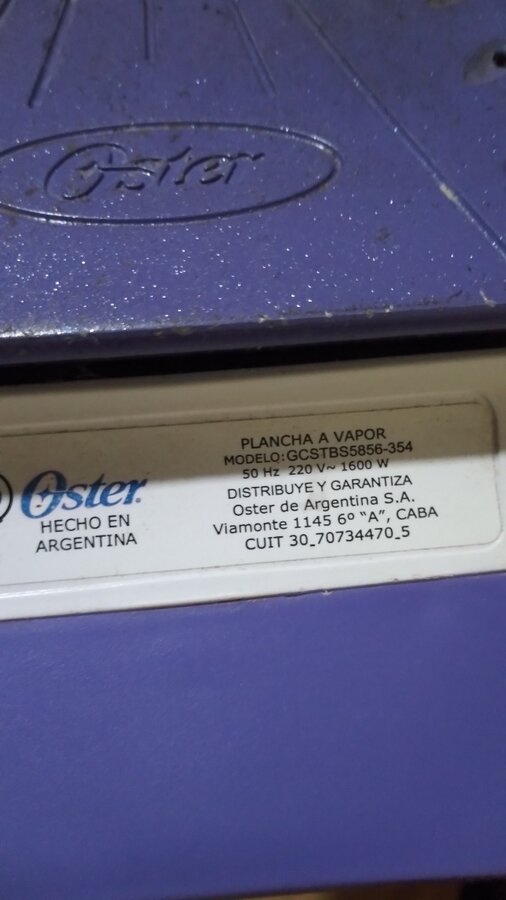 Oster
PLANCHA A VAPOR
MODELO:GCSTBS5856-354
50 Hz 220 V~ 1600 W
DISTRIBUYE Y GARANTIZA
Oster de Argentina S.A.
Viamonte 1145 6º “A”, CABA
CUIT 30_70734470_5
Oster
HECHO EN
ARGENTINA